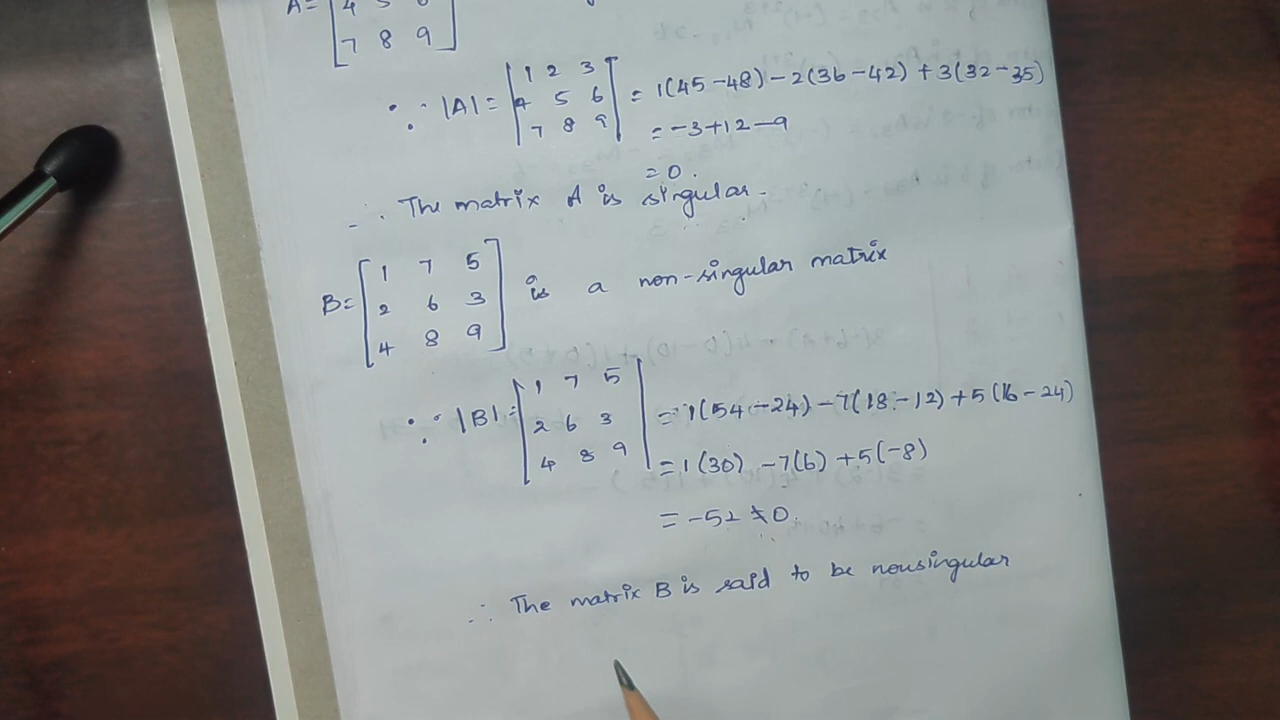 A= [4 5 6
7 8 9]
∵ |A| = |1 2 3
4 5 6
7 8 9| = 1(45-48) - 2(36-42) + 3(32-35)
= -3+12-9
= 0.
∴ The matrix A is singular.
B= [1 7 5
2 6 3
4 8 9] is a non-singular matrix
∵ |B| = |1 7 5
2 6 3
4 8 9| = 1(54-24) - 7(18-12) + 5(16-24)
= 1(30) -7(6) +5(-8)
= -52 ≠ 0.
∴ The matrix B is said to be nonsingular